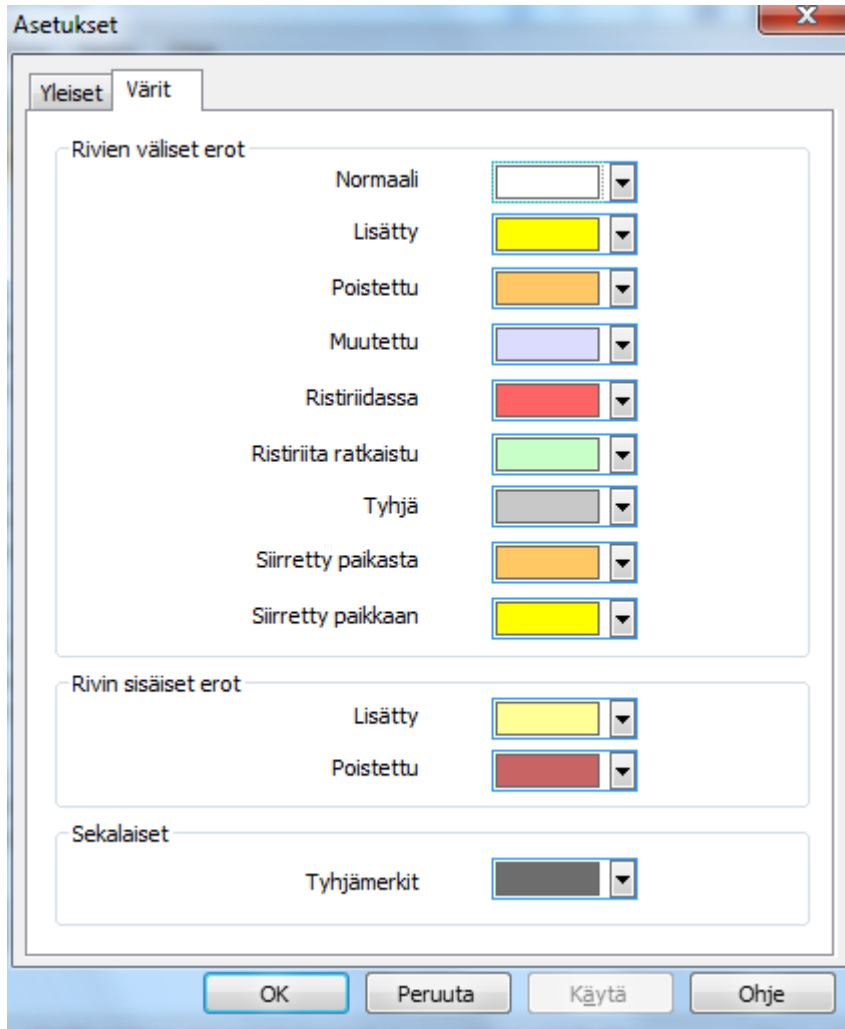 Asetukset
Yleiset Värit
Rivien väliset erot
Normaali
Lisätty
Poistettu
Muutettu
Ristiriidassa
Ristiriita ratkaistu
Tyhjä
Siirretty paikasta
Siirretty paikkaan
Rivin sisäiset erot
Lisätty
Poistettu
Sekalaiset
Tyhjämerkit
OK Peruuta Käytä Ohje